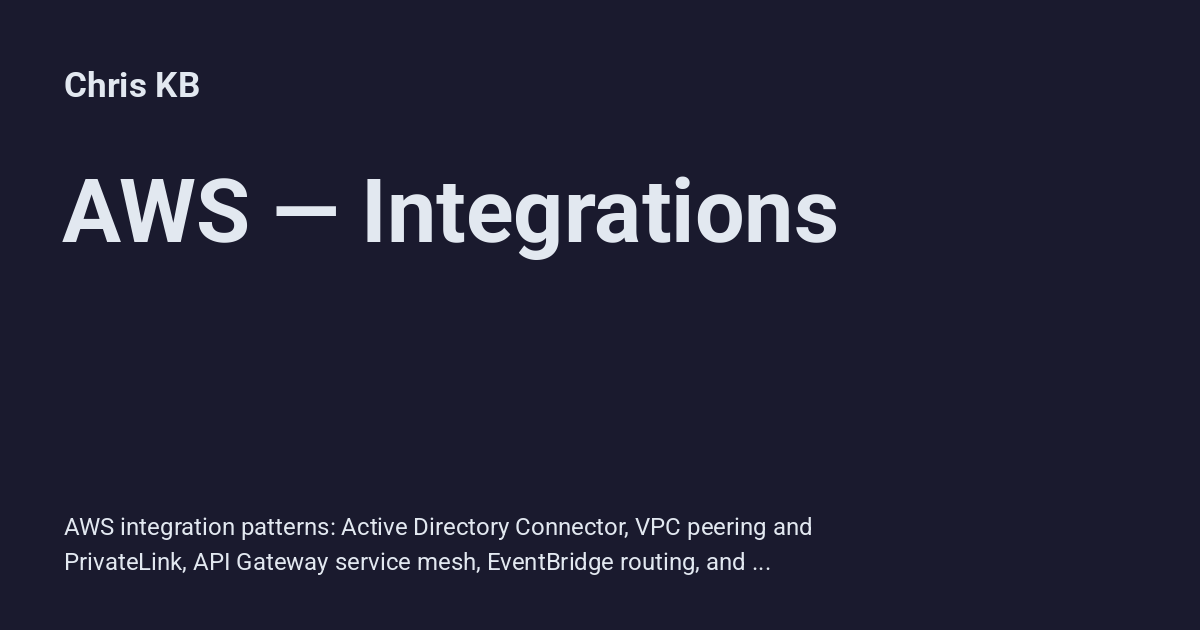 Chris KB
AWS — Integrations
AWS integration patterns: Active Directory Connector, VPC peering and
PrivateLink, API Gateway service mesh, EventBridge routing, and ...